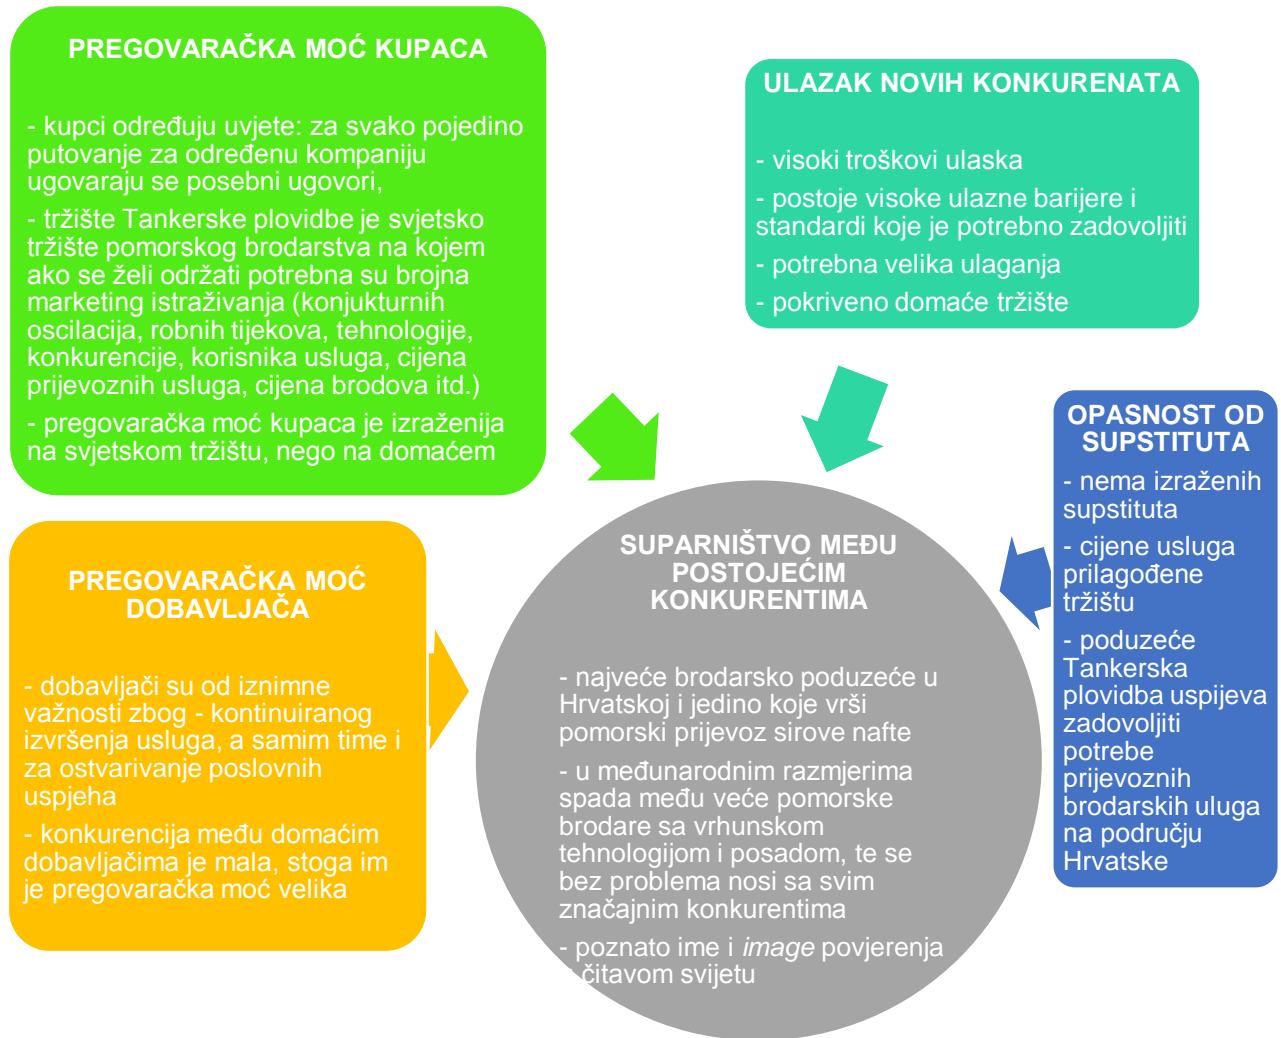 PREGOVARAČKA MOĆ KUPACA
- kupci određuju uvjete: za svako pojedino
putovanje za određenu kompaniju
ugovaraju se posebni ugovori,
- tržište Tankerske plovidbe je svjetsko
tržište pomorskog brodarstva na kojem
ako se želi održati potrebna su brojna
marketing istraživanja (konjukturnih
oscilacija, robnih tijekova, tehnologije,
konkurencije, korisnika usluga, cijena
prijevoznih usluga, cijena brodova itd.)
- pregovaračka moć kupaca je izraženija
na svjetskom tržištu, nego na domaćem
ULAZAK NOVIH KONKURENATA
- visoki troškovi ulaska
- postoje visoke ulazne barijere i
standardi koje je potrebno zadovoljiti
- potrebna velika ulaganja
- pokriveno domaće tržište
OPASNOST OD
SUPSTITUTA
- nema izraženih
supstituta
- cijene usluga
prilagođene
tržištu
- poduzeće
Tankerska
plovidba uspijeva
zadovoljiti
potrebe
prijevoznih
brodarskih uluga
na području
Hrvatske
PREGOVARAČKA MOĆ
DOBAVLJAČA
- dobavljači su od iznimne
važnosti zbog - kontinuiranog
izvršenja usluga, a samim time i
za ostvarivanje poslovnih
uspjeha
- konkurencija među domaćim
dobavljačima je mala, stoga im
je pregovaračka moć velika
SUPARNIŠTVO MEĐU
POSTOJEĆIM
KONKURENTIMA
- najveće brodarsko poduzeće u
Hrvatskoj i jedino koje vrši
pomorski prijevoz sirove nafte
- u međunarodnim razmjerima
spada među veće pomorske
brodare sa vrhunskom
tehnologijom i posadom, te se
bez problema nosi sa svim
značajnim konkurentima
- poznato ime i image povjerenja
čitavom svijetu